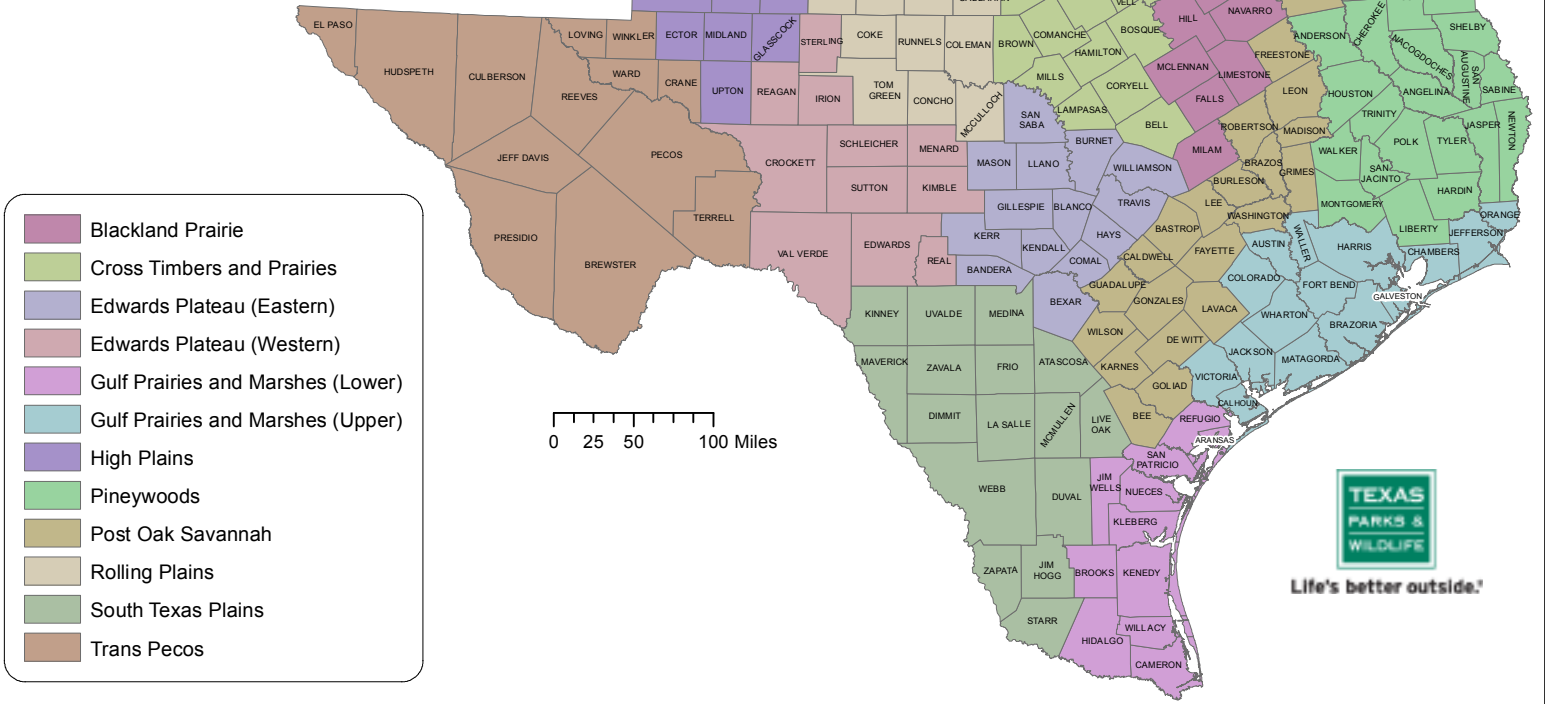 EL PASO
HUDSPETH
CULBERSON
LOVING
WINKLER
ECTOR
MIDLAND
GLASSCOCK
STERLING
COKE
RUNNELS
COLEMAN
BROWN
COMANCHE
HAMILTON
BOSQUE
HILL
NAVARRO
FREESTONE
ANDERSON
CHEROKEE
NACOGDOCHES
SHELBY
SAN
AUGUSTINE
SABINE
WARD
CRANE
REEVES
UPTON
REAGAN
IRION
TOM
GREEN
CONCHO
MCCULLOCH
SAN
SABA
MILLS
LAMPASAS
CORYELL
BELL
MCLENNAN
LIMESTONE
FALLS
LEON
HOUSTON
ANGELINA
TRINITY
JASPER
NEWTON
JEFF DAVIS
PECOS
CROCKETT
SCHLEICHER
MENARD
MASON
LLANO
BURNET
WILLIAMSON
MILAM
ROBERTSON
MADISON
BRAZOS
GRIMES
WALKER
POLK
TYLER
SAN
JACINTO
HARDIN
SUTTON
KIMBLE
GILLESPIE
BLANCO
TRAVIS
BURLESON
LEE
WASHINGTON
MONTGOMERY
LIBERTY
ORANGE
JEFFERSON
CHAMBERS
TERRELL
PRESIDIO
BREWSTER
VAL VERDE
EDWARDS
REAL
KERR
KENDALL
HAYS
COMAL
BANDERA
BASTROP
CALDWELL
FAYETTE
AUSTIN
WALLER
HARRIS
COLORADO
FORT BEND
GALVESTON
KINNEY
UVALDE
MEDINA
BEXAR
GUADALUPE
GONZALES
LAVACA
WHARTON
BRAZORIA
WILSON
DE WITT
JACKSON
MATAGORDA
MAVERICK
ZAVALA
FRIO
ATASCOSA
KARNES
GOLIAD
VICTORIA
CALHOUN
DIMMIT
LA SALLE
MCMULLEN
LIVE
OAK
BEE
REFUGIO
ARANSAS
SAN
PATRICIO
WEBB
DUVAL
JIM
WELLS
NUECES
KLEBERG
ZAPATA
JIM
HOGG
BROOKS
KENEDY
STARR
HIDALGO
WILLACY
CAMERON
Blackland Prairie
Cross Timbers and Prairies
Edwards Plateau (Eastern)
Edwards Plateau (Western)
Gulf Prairies and Marshes (Lower)
Gulf Prairies and Marshes (Upper)
High Plains
Pineywoods
Post Oak Savannah
Rolling Plains
South Texas Plains
Trans Pecos
0 25 50 100 Miles
TEXAS
PARKS &
WILDLIFE
Life's better outside.